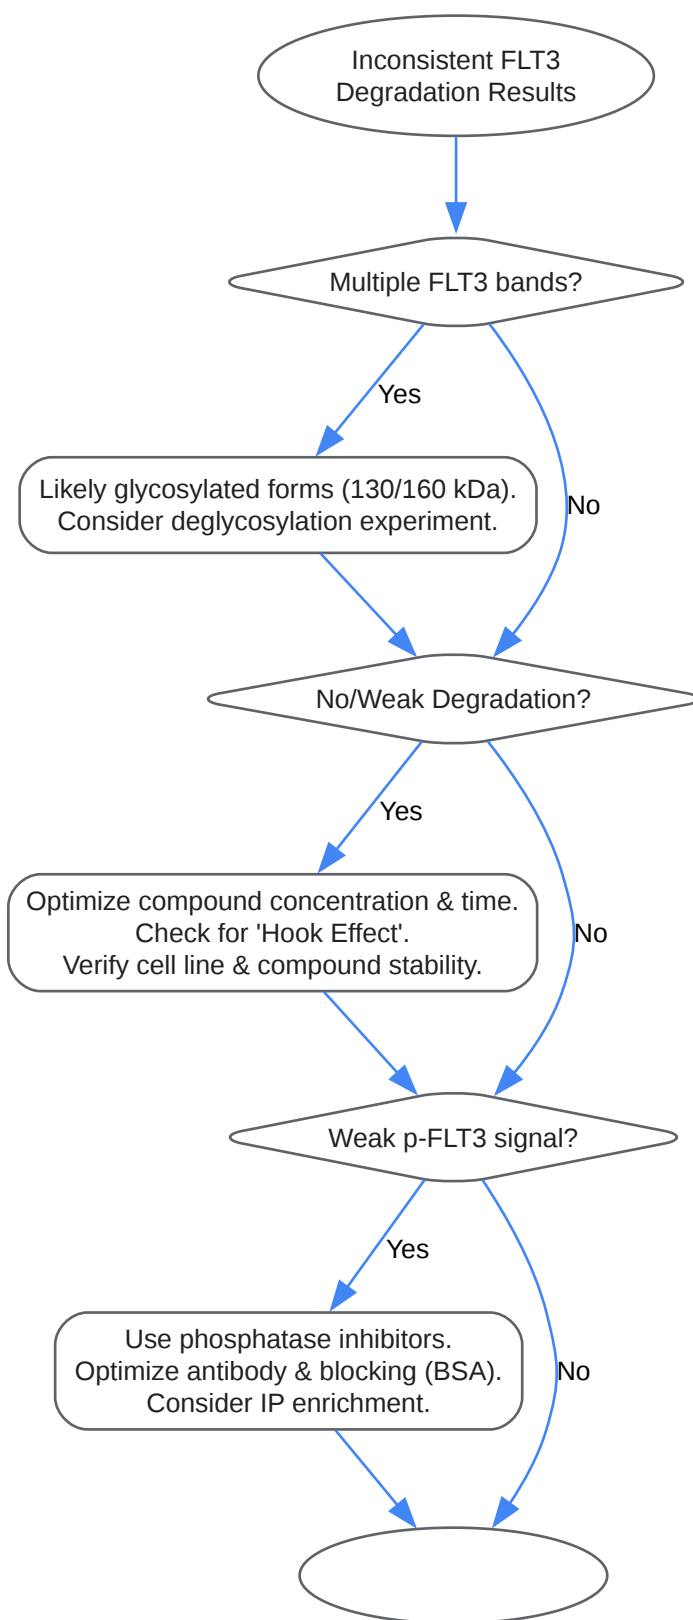 Inconsistent FLT3
Degradation Results
Multiple FLT3 bands?
Yes
Likely glycosylated forms (130/160 kDa).
Consider deglycosylation experiment.
No
No/Weak Degradation?
Yes
Optimize compound concentration & time.
Check for 'Hook Effect'.
Verify cell line & compound stability.
No
Weak p-FLT3 signal?
Yes
Use phosphatase inhibitors.
Optimize antibody & blocking (BSA).
Consider IP enrichment.
No